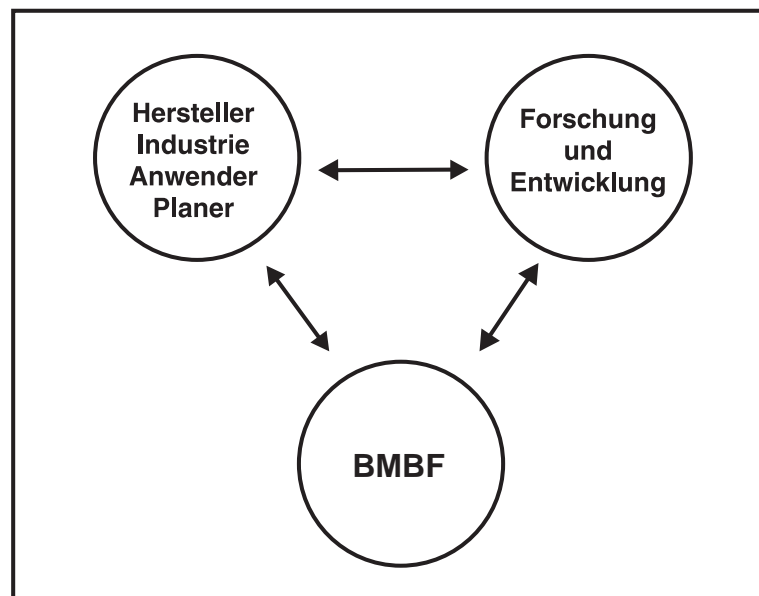 Hersteller
Industrie
Anwender
Planer
Forschung
und
Entwicklung
BMBF